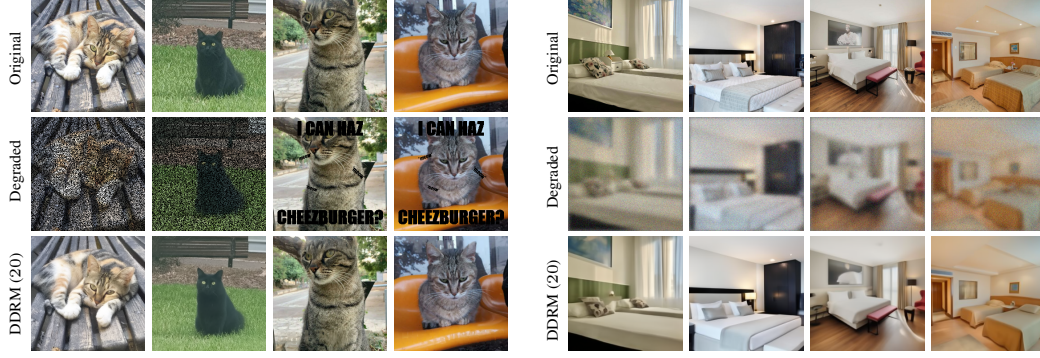 Original
Degraded
DDRM (20)
I CAN HAZ
CHEEZBURGER?
I CAN HAZ
CHEEZBURGER?
Original
Degraded
DDRM (20)